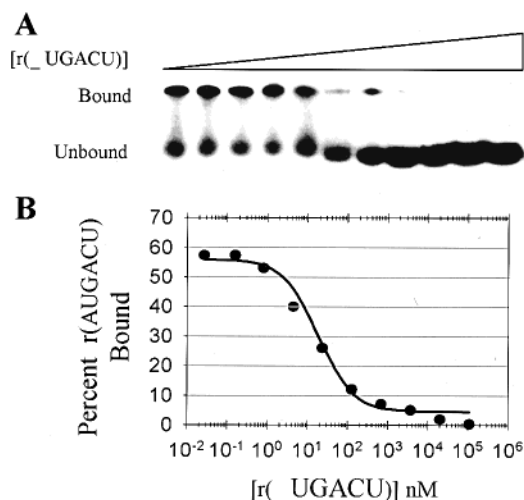 A
[r(_ UGACU)]
Bound
Unbound
B
Percent r(AUGACU)
Bound
70
60
50
40
30
20
10
0
10-2 10-1 100 101 102 103 104 105 106
[r( UGACU)] nM